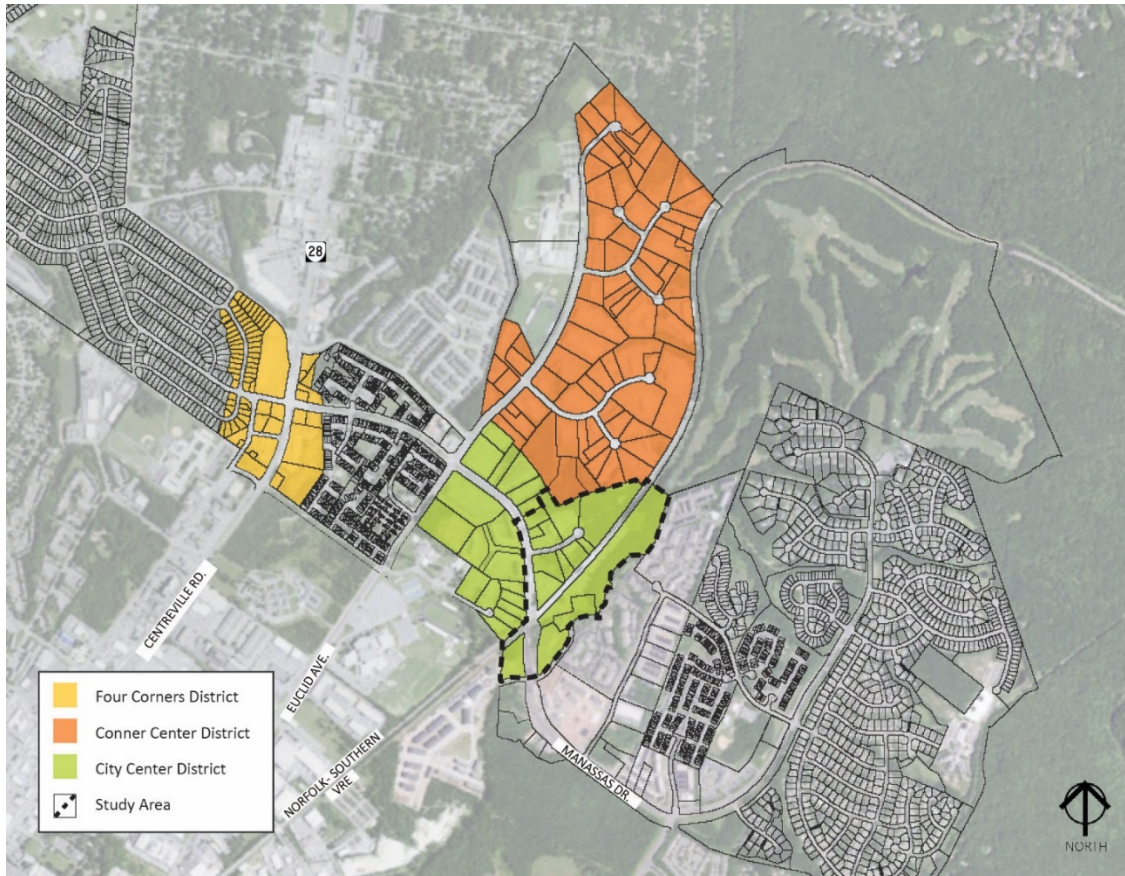 28
CENTREVILLE RD.
EUCLID AVE.
NORFOLK- SOUTHERN
VRE
MANASSAS DR.
Four Corners District
Conner Center District
City Center District
Study Area
NORTH